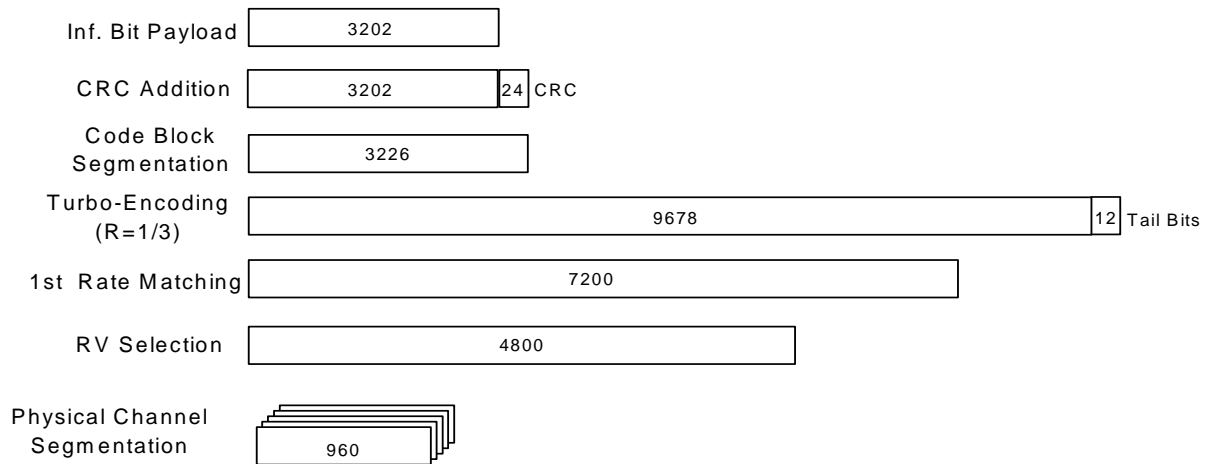 Inf. Bit Payload 3202
CRC Addition 3202 24 CRC
Code Block
Segmentation 3226
Turbo-Encoding
(R=1/3) 9678 12 Tail Bits
1st Rate Matching 7200
RV Selection 4800
Physical Channel
Segmentation 960